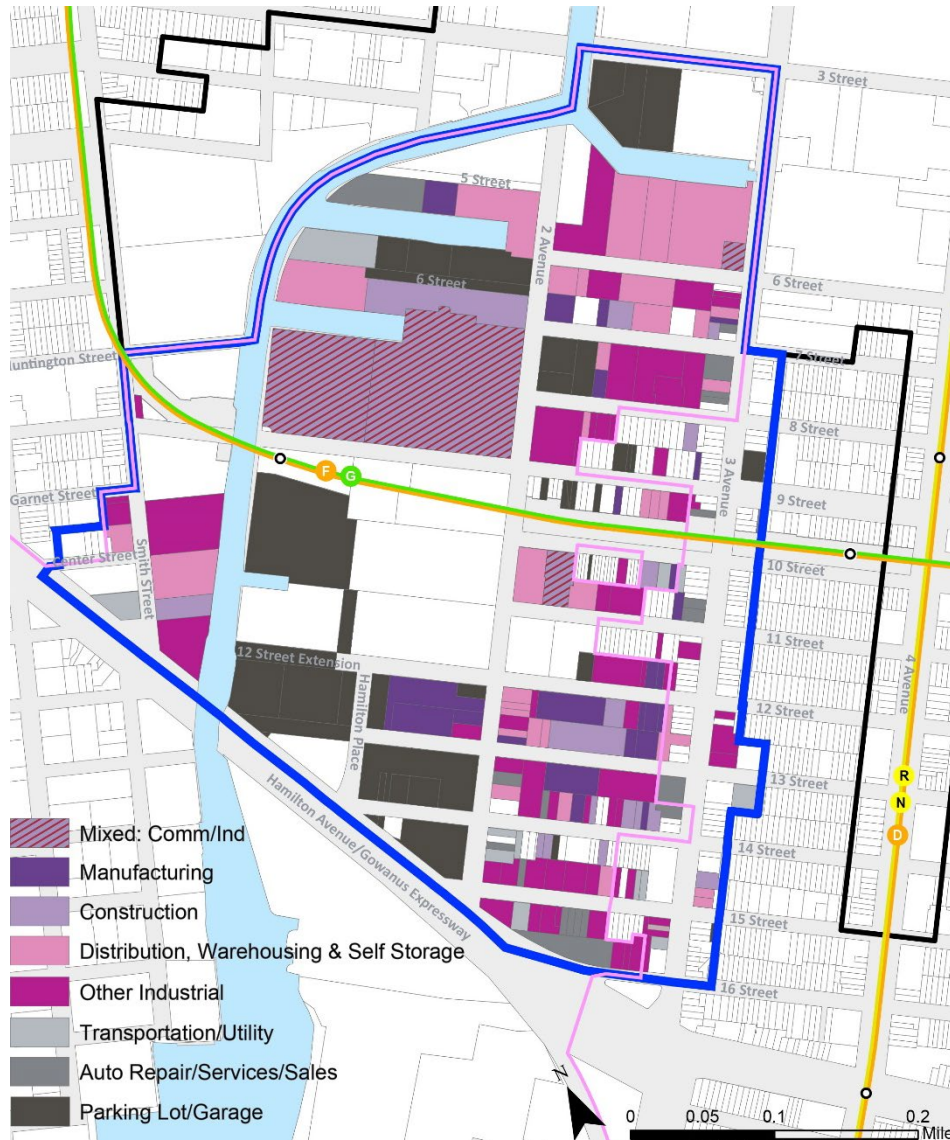 3 Street
5 Street
2 Avenue
6 Street
6 Street
untington Street
7 Street
8 Street
3 Avenue
9 Street
F
G
Garnet Street
10 Street
Center Street
Smith STreet
11 Street
4 Avenue
12 Street Extension
12 Street
Hamilton Place
13 Street
R
N
D
14 Street
Hamilton Avenue/Gowanus Expressway
15 Street
16 Street
Mixed: Comm/Ind
Manufacturing
Construction
Distribution, Warehousing & Self Storage
Other Industrial
Transportation/Utility
Auto Repair/Services/Sales
Parking Lot/Garage
N
0 0.05 0.1 0.2
Mile